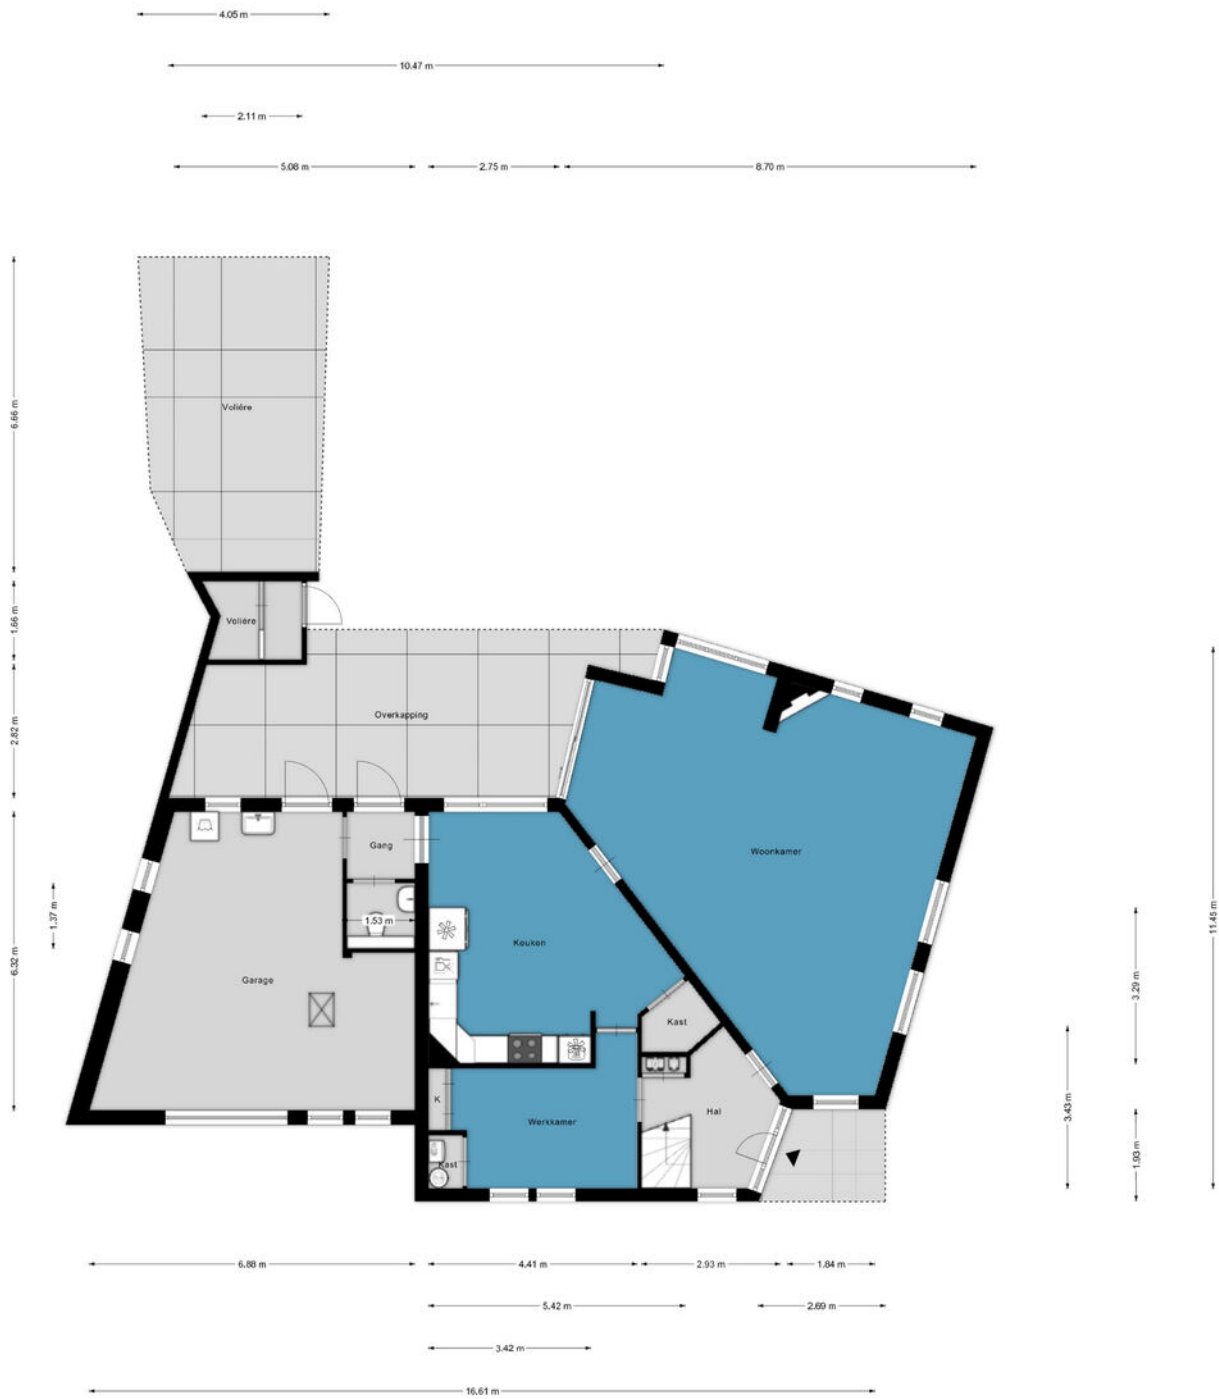 4.05 m
10.47 m
2.11 m
5.08 m
2.75 m
8.70 m
6.66 m
Volière
1.66 m
Volière
11.45 m
2.82 m
Overkapping
Gang
Woonkamer
1.37 m
1.53 m
6.32 m
Keuken
3.29 m
Garage
Kast
3.43 m
K
Werkkamer
Hal
1.93 m
Kast
6.88 m
4.41 m
2.93 m
1.84 m
5.42 m
2.69 m
3.42 m
16.61 m